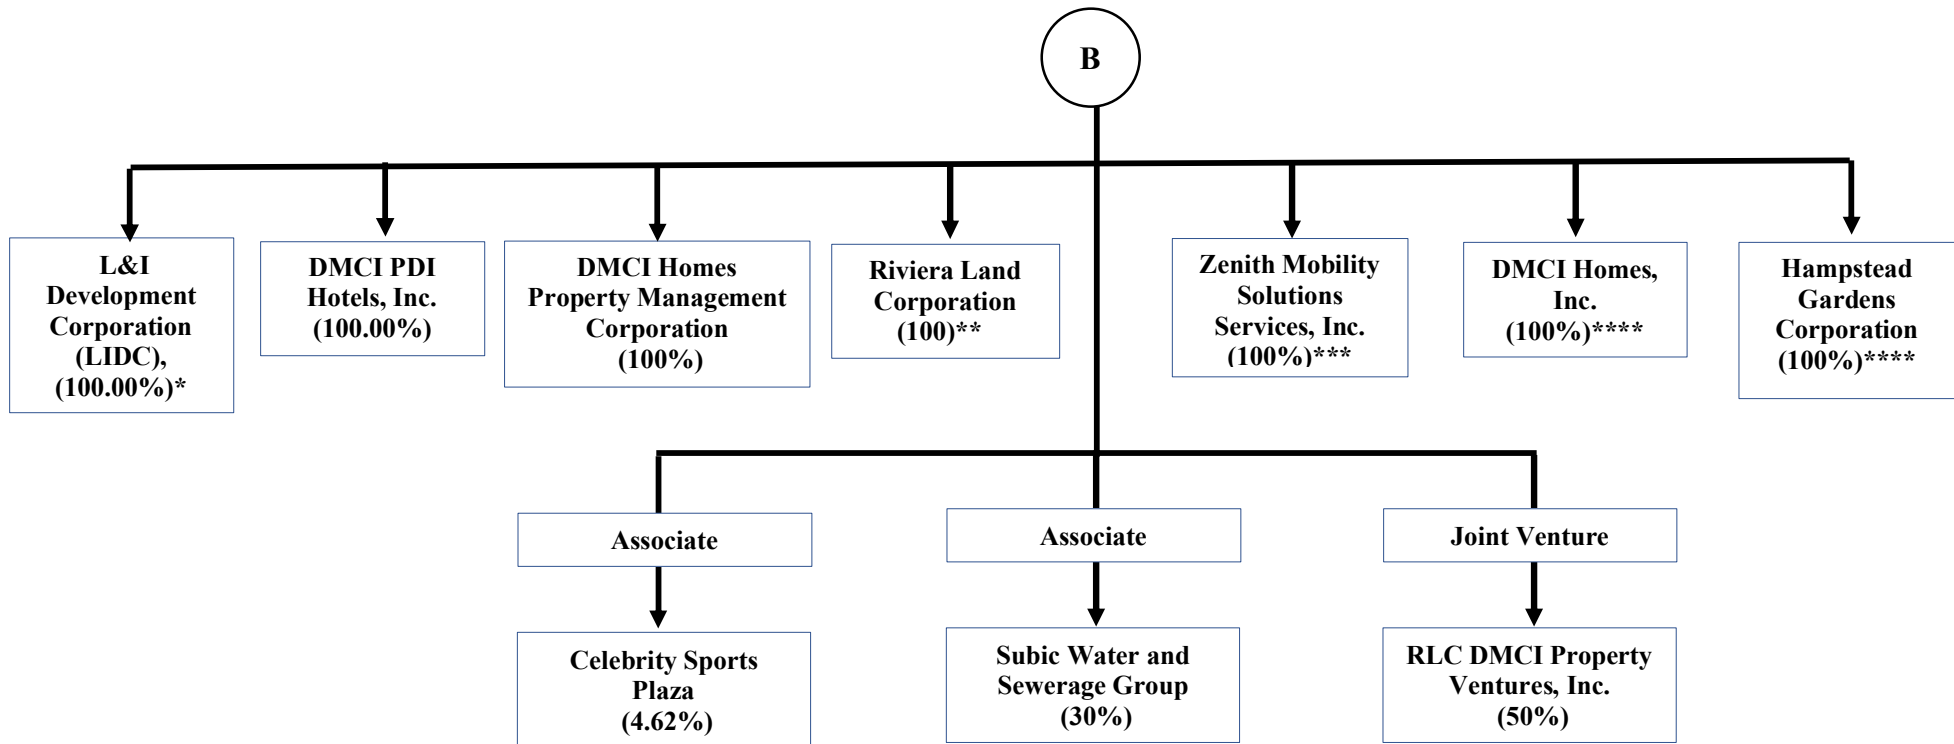 B
L&I
Development
Corporation
(LIDC),
(100.00%)*
DMCI PDI
Hotels, Inc.
(100.00%)
DMCI Homes
Property Management
Corporation
(100%)
Riviera Land
Corporation
(100)**
Zenith Mobility
Solutions
Services, Inc.
(100%)***
DMCI Homes,
Inc.
(100%)****
Hampstead
Gardens
Corporation
(100%)****
Associate
Associate
Joint Venture
Celebrity Sports
Plaza
(4.62%)
Subic Water and
Sewerage Group
(30%)
RLC DMCI Property
Ventures, Inc.
(50%)